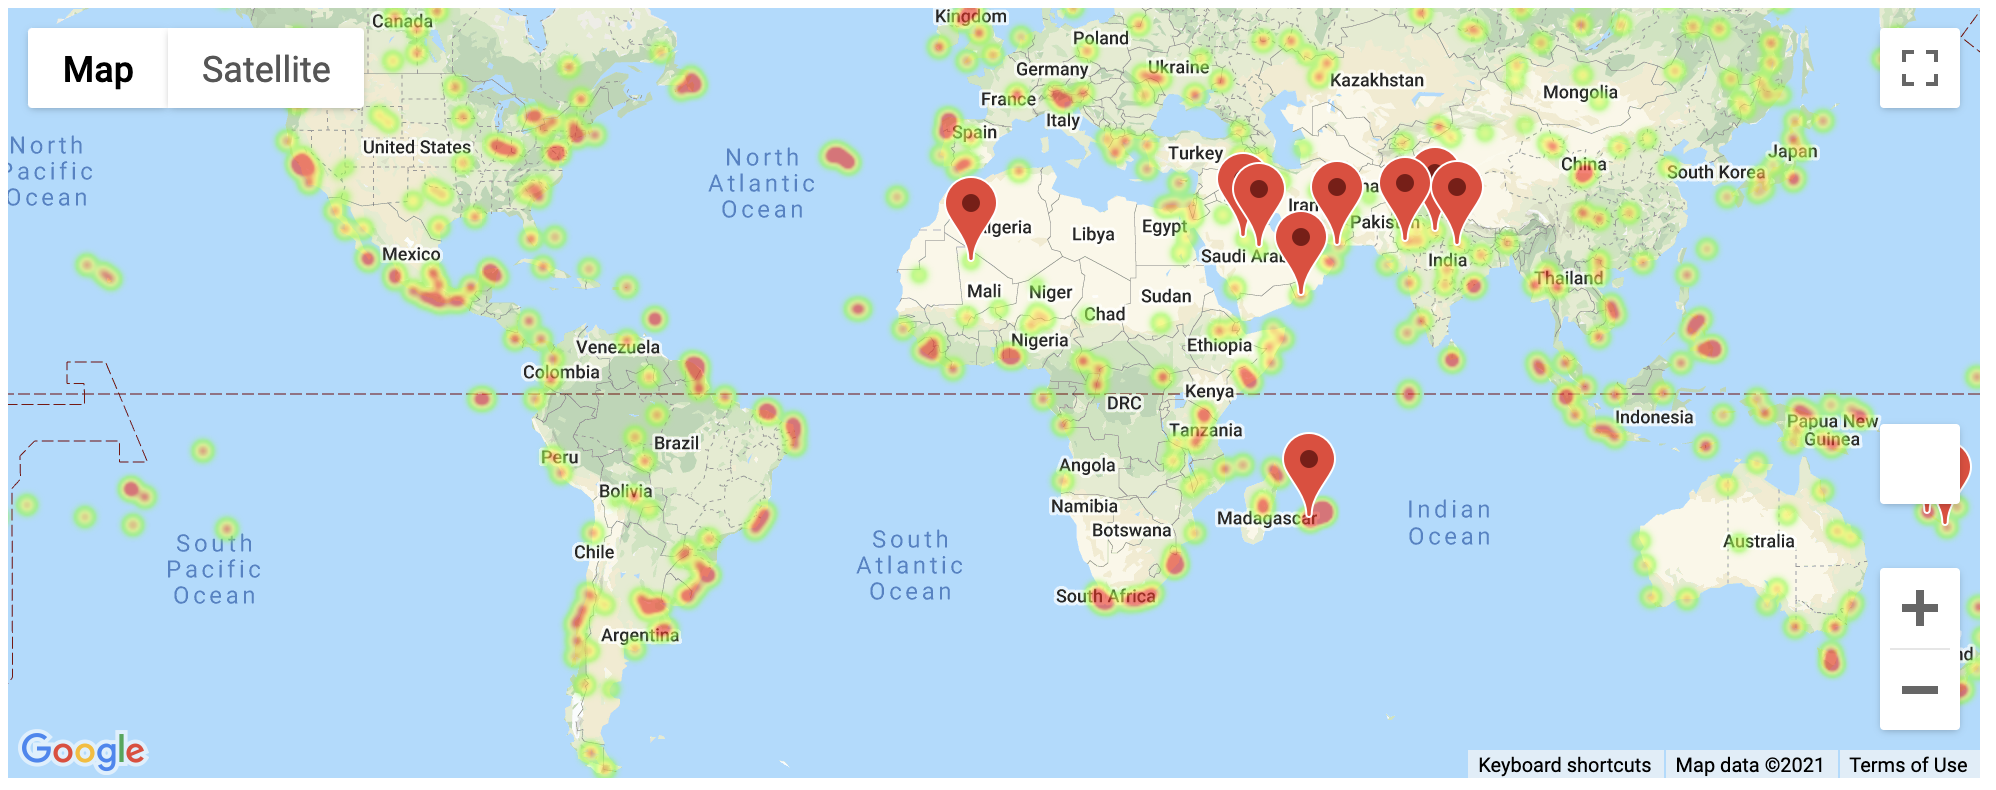 Map
Satellite
Canada
Kingdom
Poland
Germany
Ukraine
Kazakhstan
Mongolia
France
Italy
Spain
Turkey
China
Japan
South Korea
United States
North
Pacific
Ocean
North
Atlantic
Ocean
Iran
Pakistan
Algeria
Libya
Egypt
Saudi Arab
India
Mexico
Thailand
Mali
Niger
Sudan
Chad
Nigeria
Ethiopia
Venezuela
Colombia
Kenya
DRC
Tanzania
Indonesia
Papua New
Guinea
Brazil
Peru
Bolivia
Angola
Namibia
Botswana
Madagascar
Indian
Ocean
Australia
Chile
South
Pacific
Ocean
South
Atlantic
Ocean
South Africa
Argentina
nd
Google
Keyboard shortcuts
Map data ©2021
Terms of Use